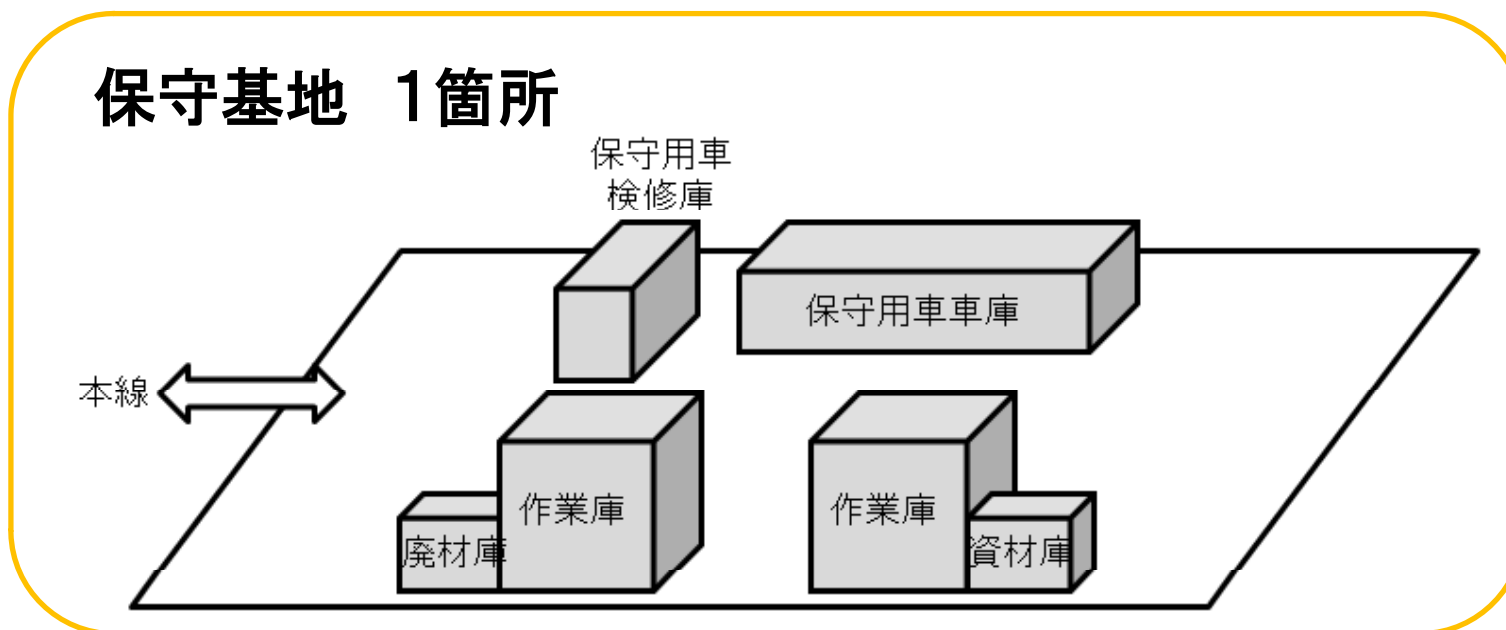 保守基地　1箇所
保守用車
検修庫
保守用車車庫
本線
作業庫
作業庫
廃材庫
資材庫